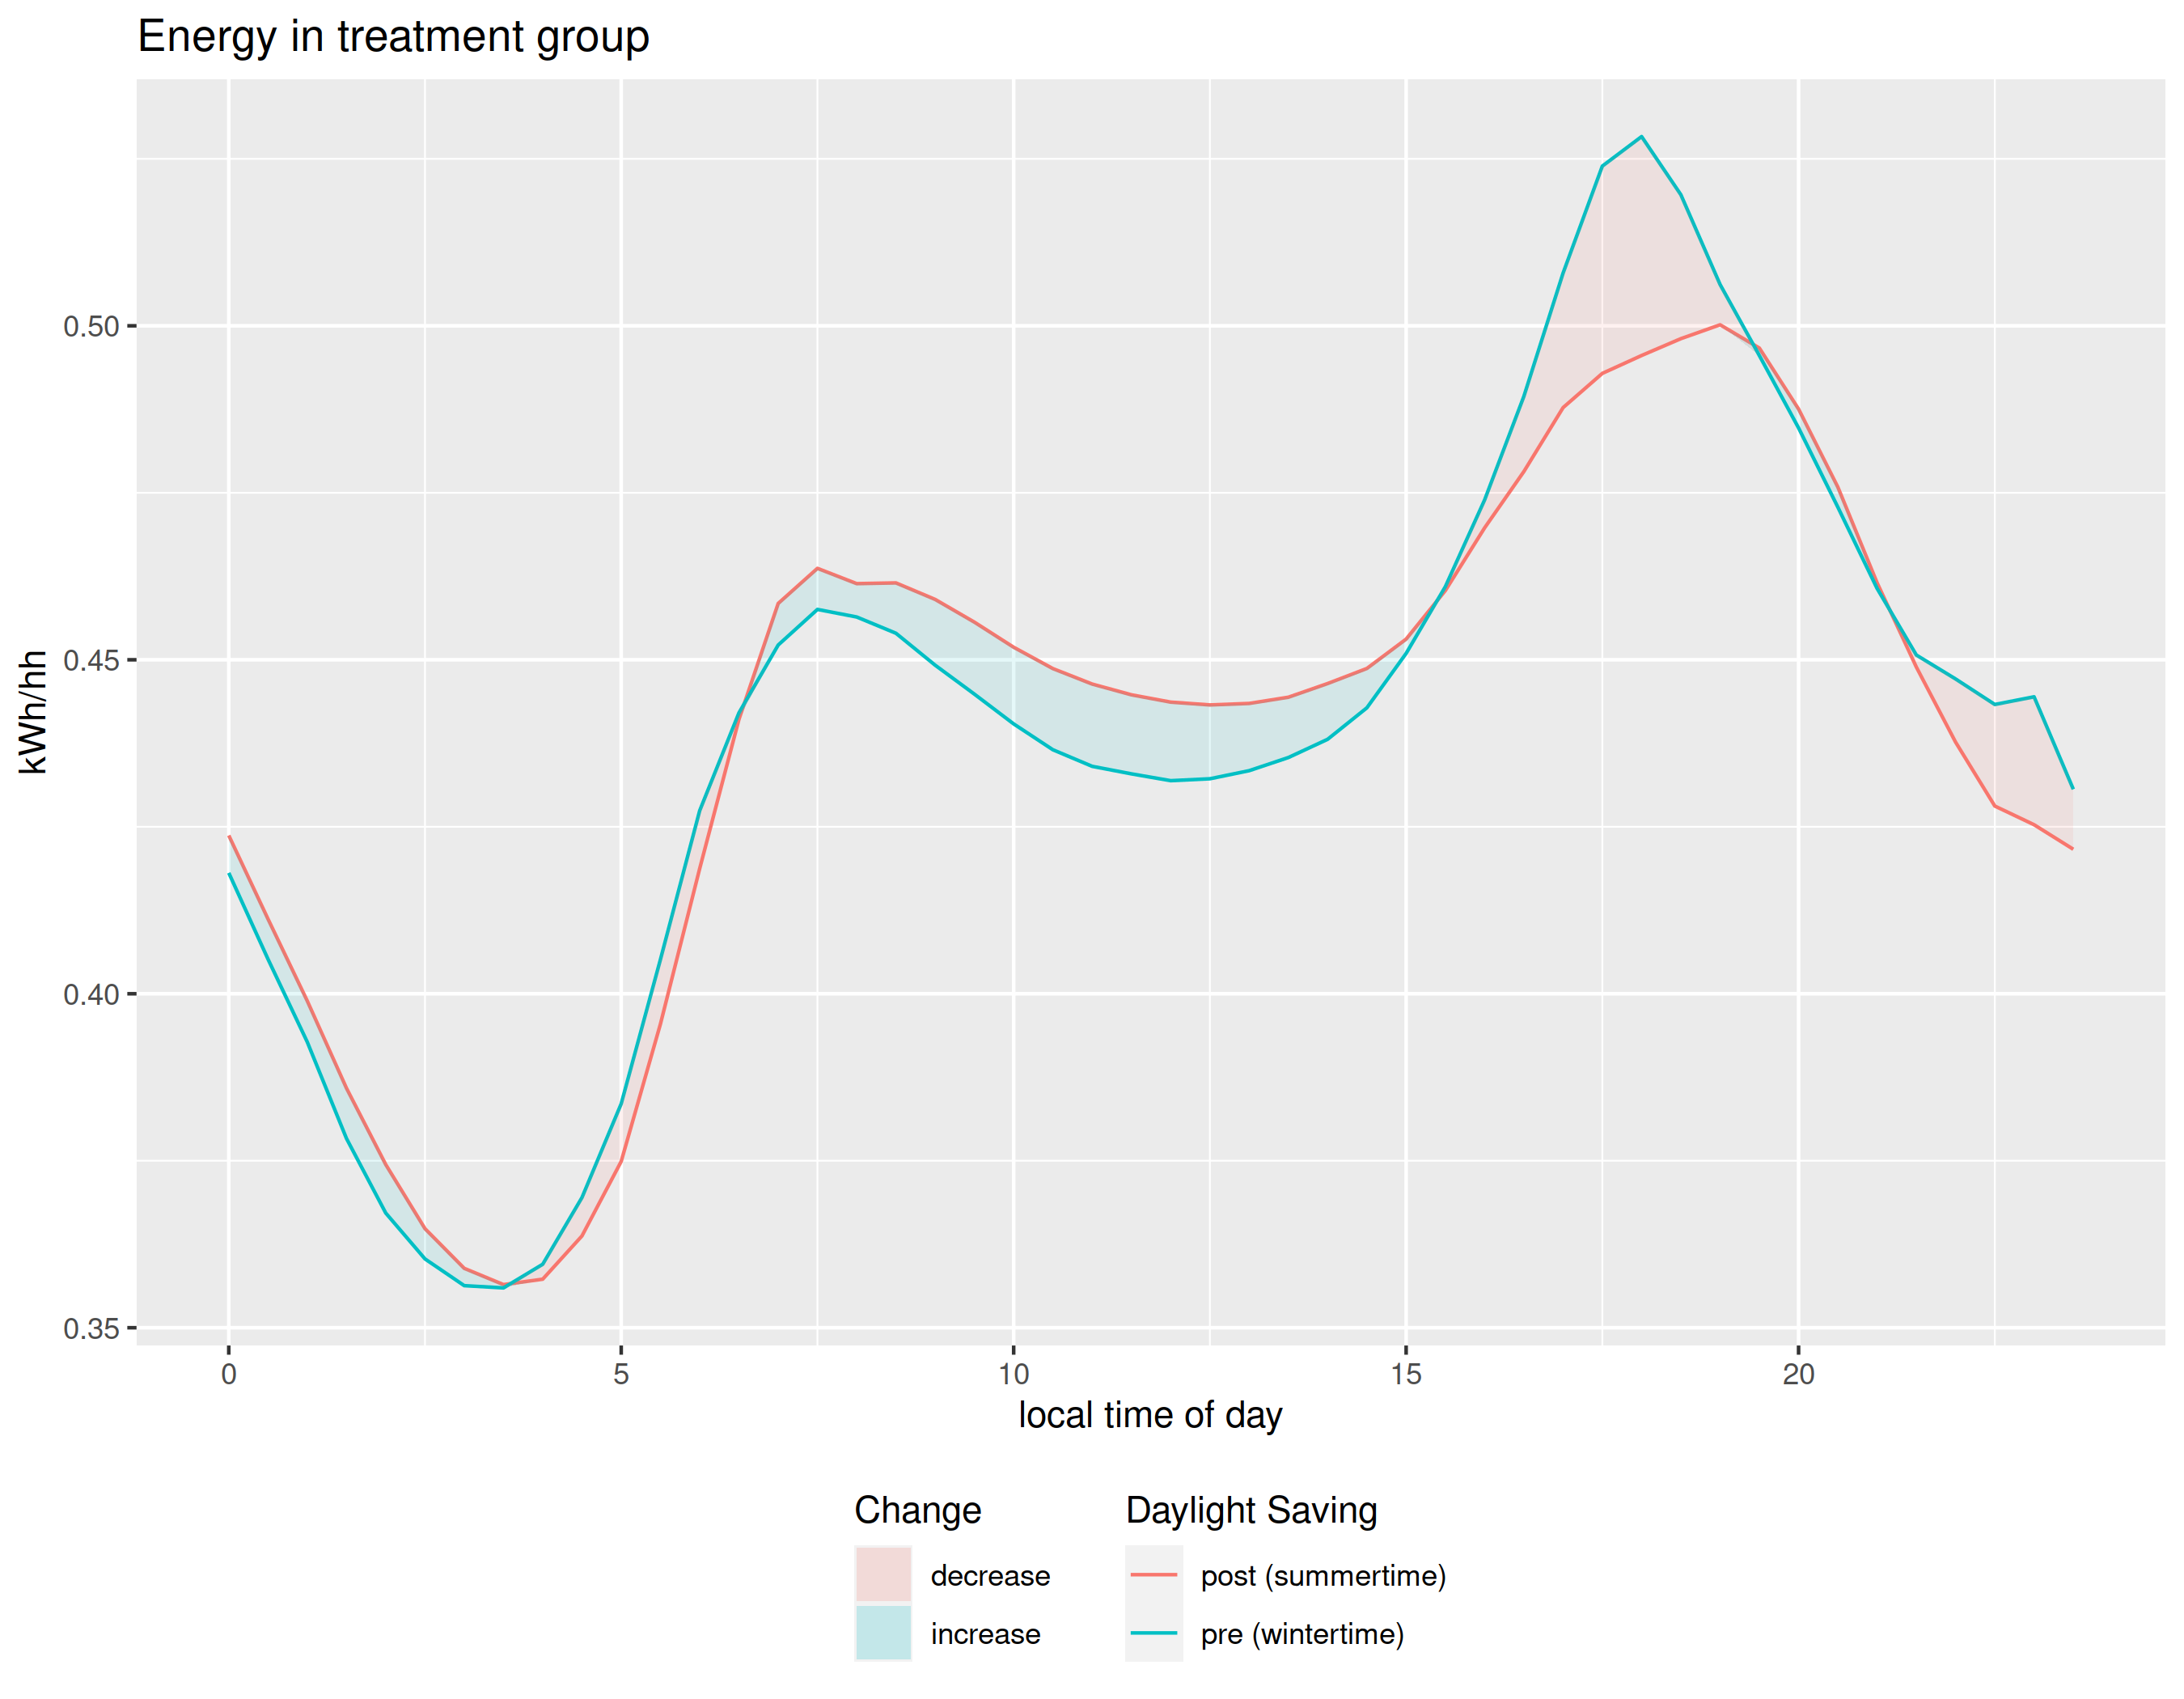 Energy in treatment group
kWh/hh
0.50
0.45
0.40
0.35
0 5 10 15 20
local time of day
Change
decrease
increase
Daylight Saving
post (summertime)
pre (wintertime)